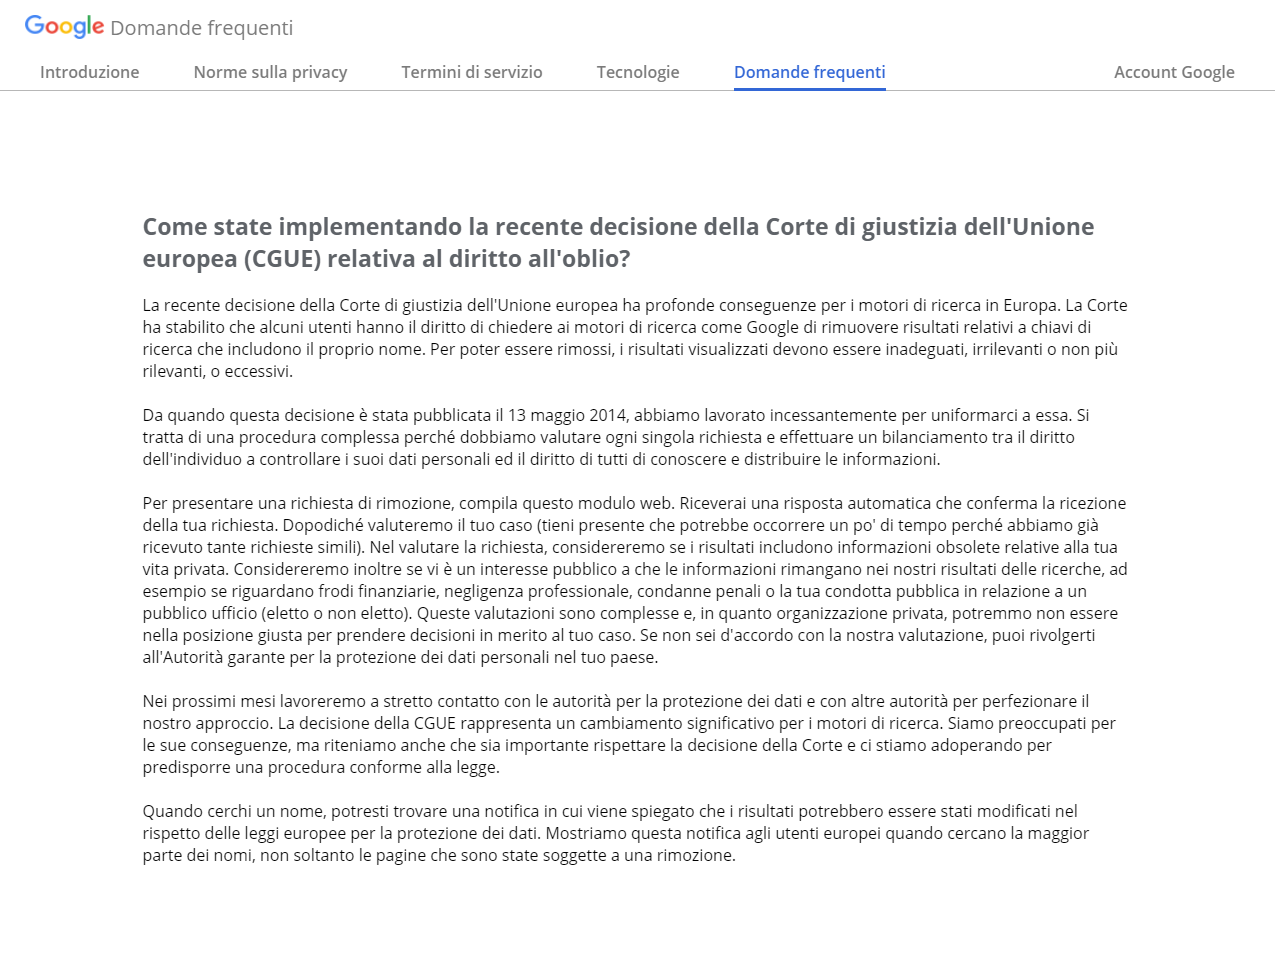 Google Domande frequenti
Introduzione Norme sulla privacy Termini di servizio Tecnologie Domande frequenti Account Google
Come state implementando la recente decisione della Corte di giustizia dell'Unione
europea (CGUE) relativa al diritto all'oblio?
La recente decisione della Corte di giustizia dell'Unione europea ha profonde conseguenze per i motori di ricerca in Europa. La Corte
ha stabilito che alcuni utenti hanno il diritto di chiedere ai motori di ricerca come Google di rimuovere risultati relativi a chiavi di
ricerca che includono il proprio nome. Per poter essere rimossi, i risultati visualizzati devono essere inadeguati, irrilevanti o non più
rilevanti, o eccessivi.
Da quando questa decisione è stata pubblicata il 13 maggio 2014, abbiamo lavorato incessantemente per uniformarci a essa. Si
tratta di una procedura complessa perché dobbiamo valutare ogni singola richiesta e effettuare un bilanciamento tra il diritto
dell'individuo a controllare i suoi dati personali ed il diritto di tutti di conoscere e distribuire le informazioni.
Per presentare una richiesta di rimozione, compila questo modulo web. Riceverai una risposta automatica che conferma la ricezione
della tua richiesta. Dopodiché valuteremo il tuo caso (tieni presente che potrebbe occorrere un po' di tempo perché abbiamo già
ricevuto tante richieste simili). Nel valutare la richiesta, considereremo se i risultati includono informazioni obsolete relative alla tua
vita privata. Considereremo inoltre se vi è un interesse pubblico a che le informazioni rimangano nei nostri risultati delle ricerche, ad
esempio se riguardano frodi finanziarie, negligenza professionale, condanne penali o la tua condotta pubblica in relazione a un
pubblico ufficio (eletto o non eletto). Queste valutazioni sono complesse e, in quanto organizzazione privata, potremmo non essere
nella posizione giusta per prendere decisioni in merito al tuo caso. Se non sei d'accordo con la nostra valutazione, puoi rivolgerti
all'Autorità garante per la protezione dei dati personali nel tuo paese.
Nei prossimi mesi lavoreremo a stretto contatto con le autorità per la protezione dei dati e con altre autorità per perfezionare il
nostro approccio. La decisione della CGUE rappresenta un cambiamento significativo per i motori di ricerca. Siamo preoccupati per
le sue conseguenze, ma riteniamo anche che sia importante rispettare la decisione della Corte e ci stiamo adoperando per
predisporre una procedura conforme alla legge.
Quando cerchi un nome, potresti trovare una notifica in cui viene spiegato che i risultati potrebbero essere stati modificati nel
rispetto delle leggi europee per la protezione dei dati. Mostriamo questa notifica agli utenti europei quando cercano la maggior
parte dei nomi, non soltanto le pagine che sono state soggette a una rimozione.